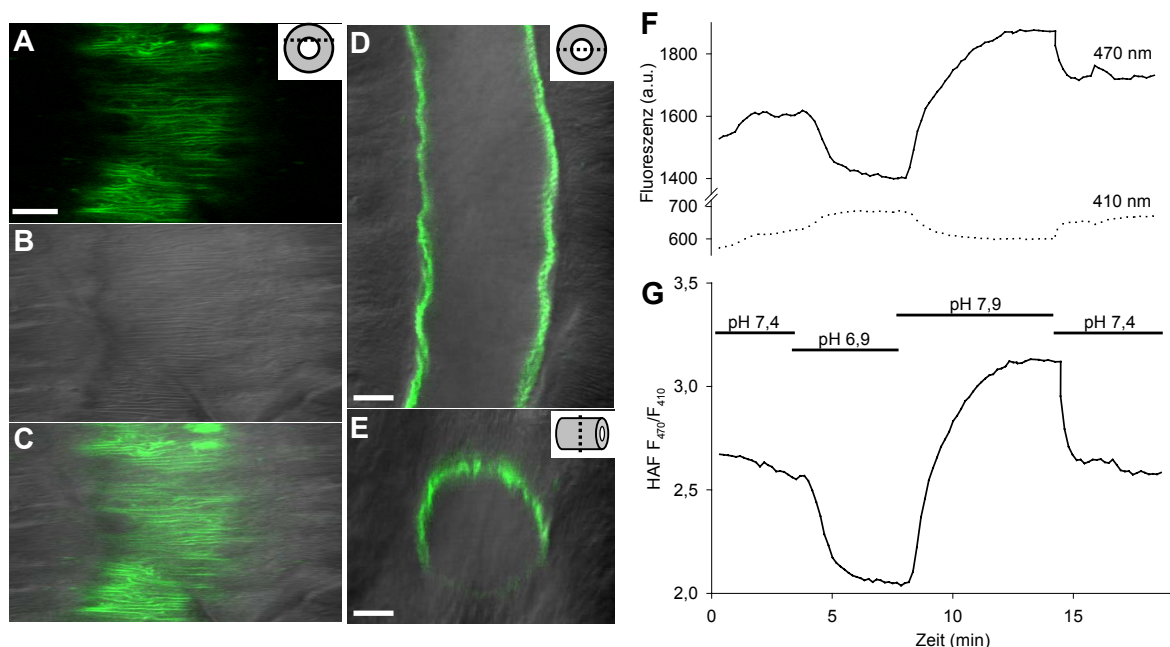 A
B
C
D
E
F
Fluoreszenz (a.u.)
1800
1600
1400
700
600
470 nm
410 nm
G
HAF F470/F410
3,5
3,0
2,5
2,0
pH 7,4
pH 6,9
pH 7,9
pH 7,4
0
5
10
15
Zeit (min)